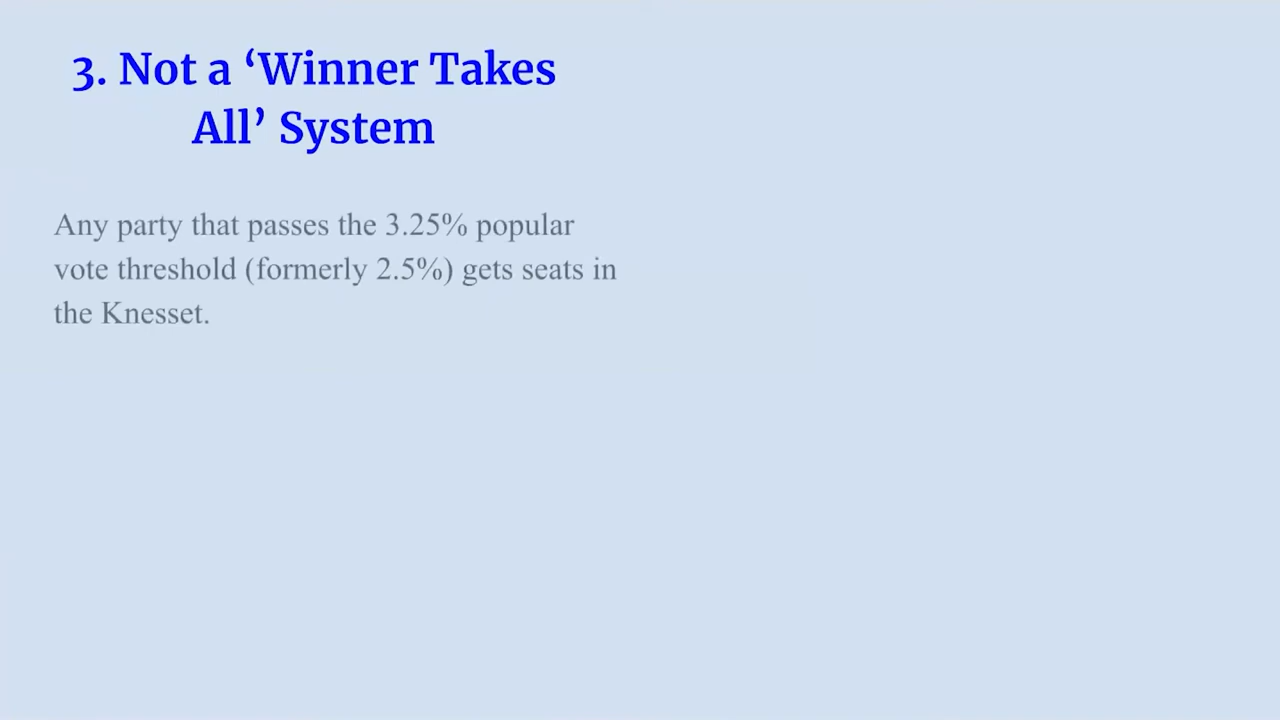 3. Not a ‘Winner Takes
All’ System
Any party that passes the 3.25% popular
vote threshold (formerly 2.5%) gets seats in
the Knesset.